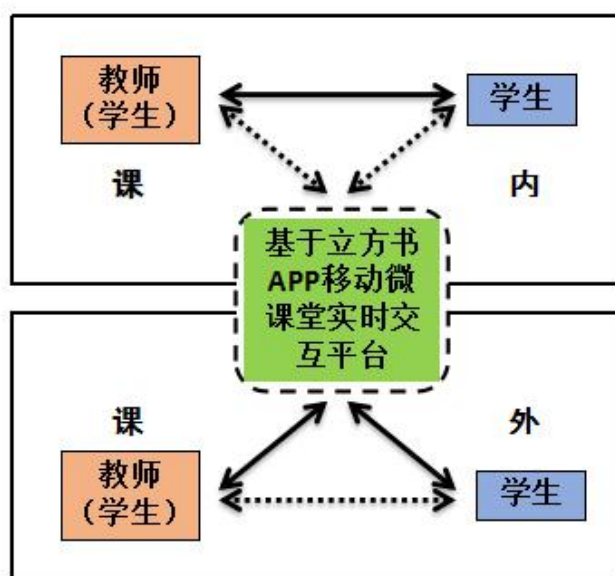 教师
（学生）
学生
课
内
基于立方书
APP移动微
课堂实时交
互平台
课
外
教师
（学生）
学生